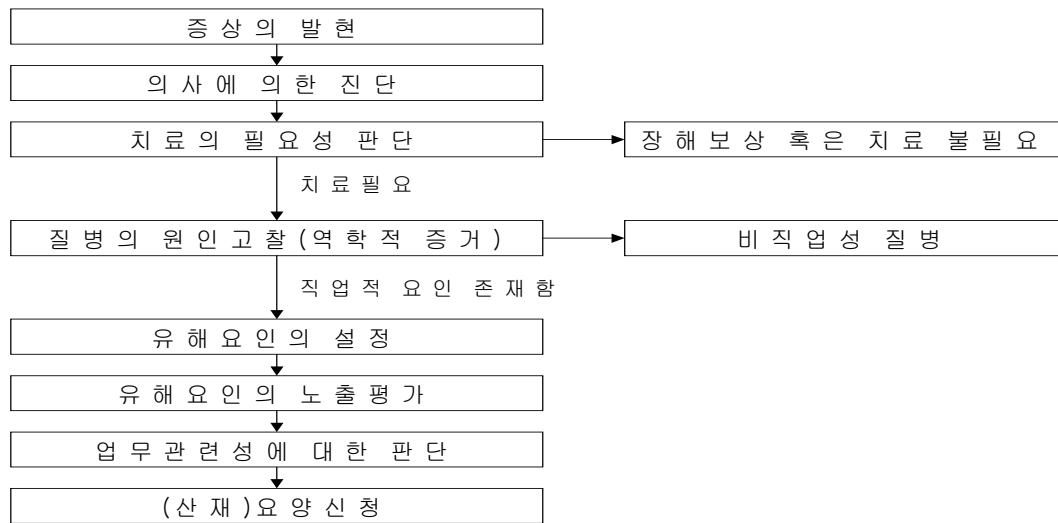 증상의 발현
의사에 의한 진단
치료의 필요성 판단
장해보상 혹은 치료 불필요
치료필요
질병의 원인고찰(역학적 증거)
비직업성 질병
직업적 요인 존재함
유해요인의 설정
유해요인의 노출평가
업무관련성에 대한 판단
(산재)요양신청